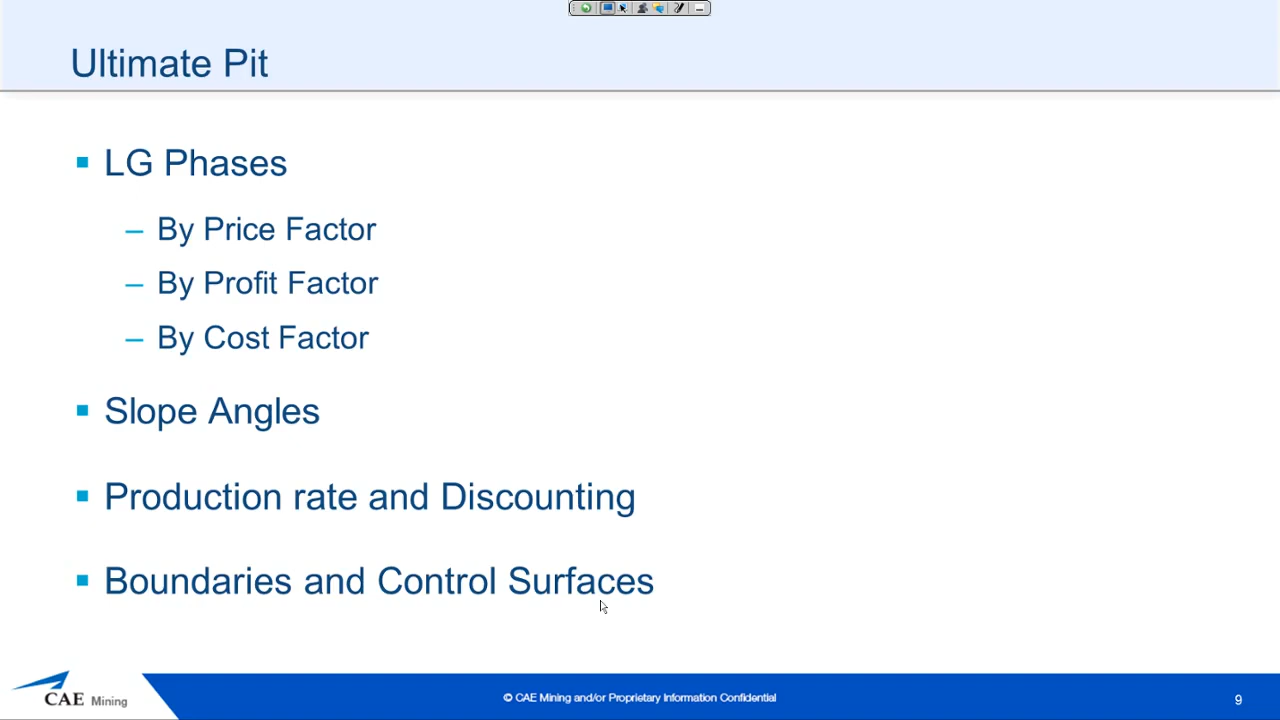 Ultimate Pit
▪ LG Phases
– By Price Factor
– By Profit Factor
– By Cost Factor
▪ Slope Angles
▪ Production rate and Discounting
▪ Boundaries and Control Surfaces
CAE Mining
© CAE Mining and/or Proprietary Information Confidential
9